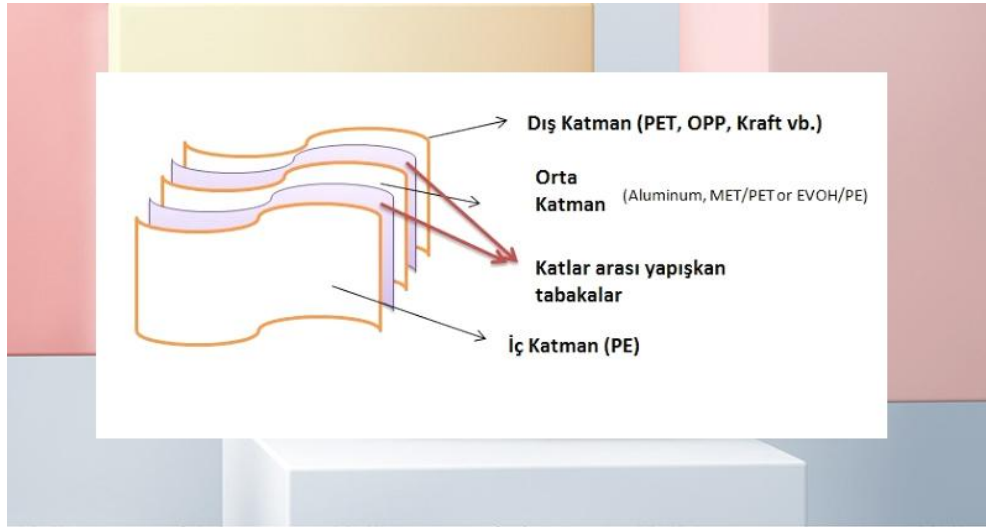 Dış Katman (PET, OPP, Kraft vb.)
Orta
Katman (Aluminum, MET/PET or EVOH/PE)
Katlar arası yapışkan
tabakalar
İç Katman (PE)